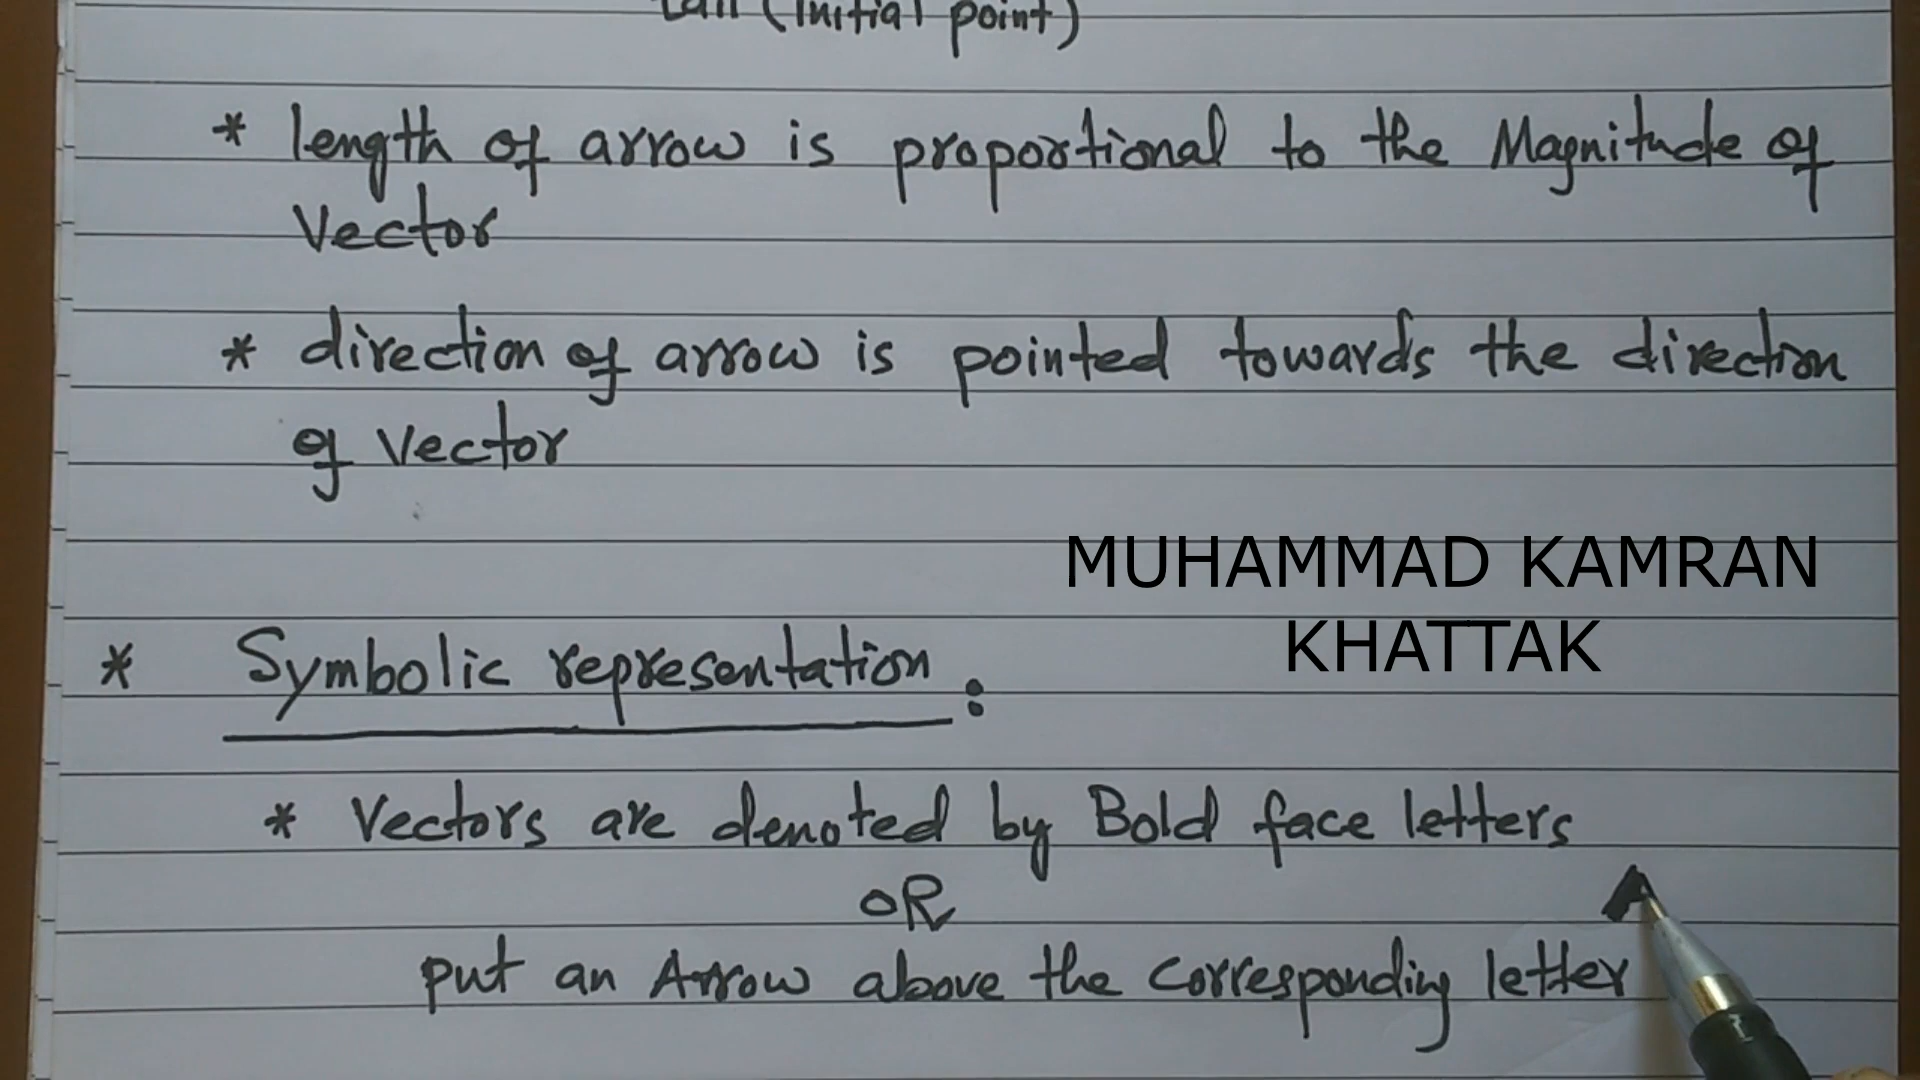 tail (Initial point)
* length of arrow is proportional to the Magnitude of
Vector
* direction of arrow is pointed towards the direction
of Vector
MUHAMMAD KAMRAN
KHATTAK
* Symbolic representation :
* Vectors are denoted by Bold face letters
OR
put an Arrow above the corresponding letter